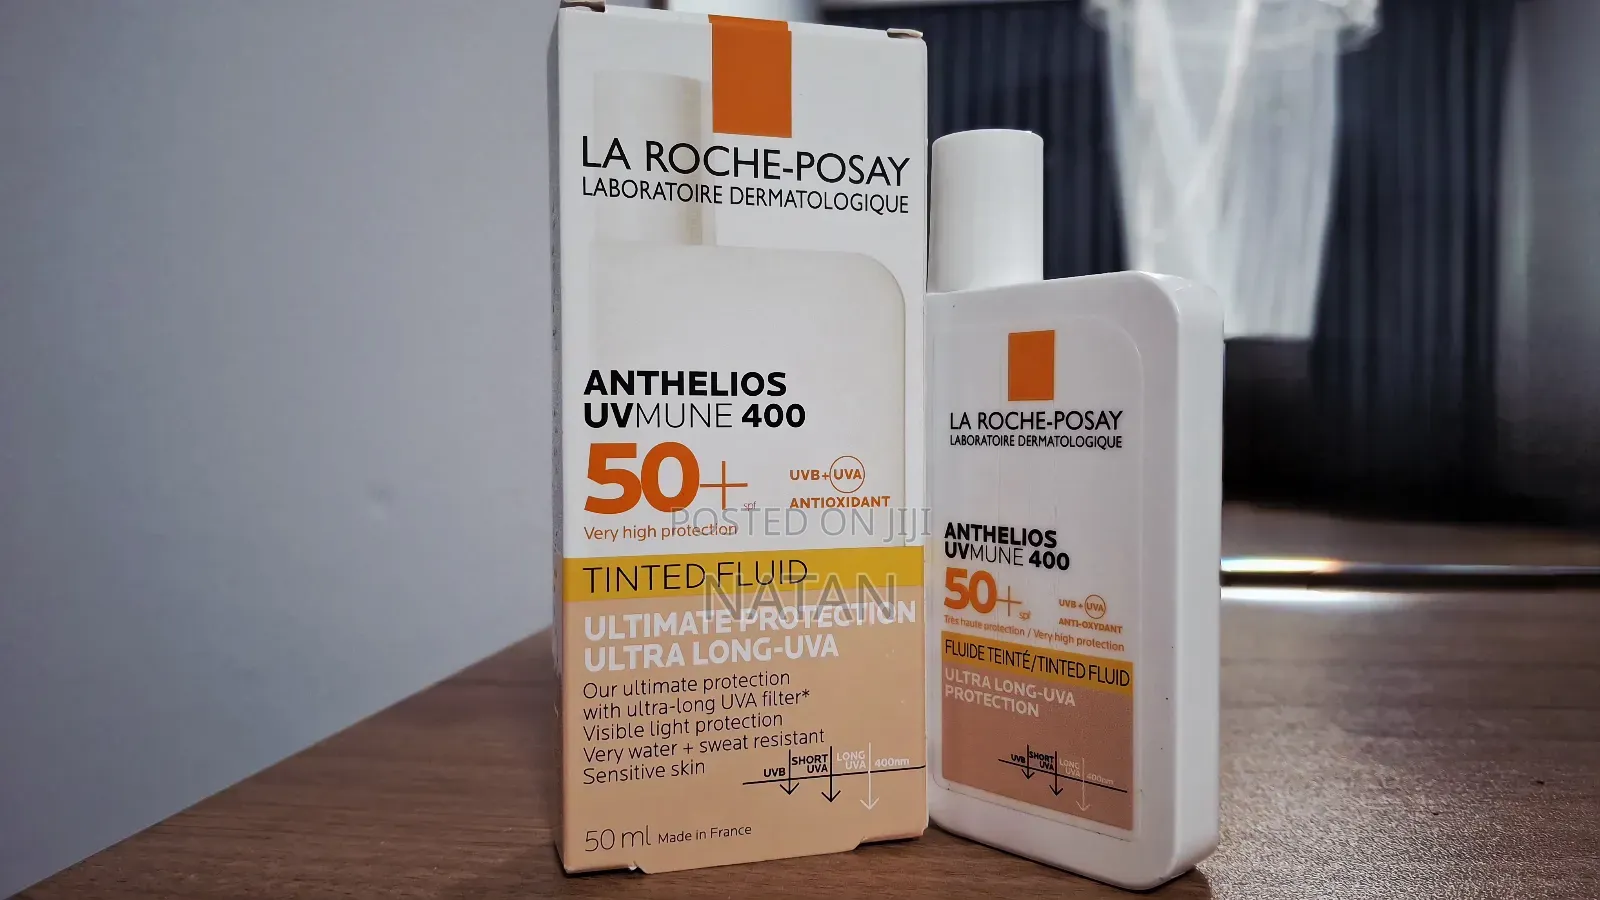 LA ROCHE-POSAY
LABORATOIRE DERMATOLOGIQUE
ANTHELIOS
UVMUNE 400
50+
spf
UVB+UVA
ANTIOXIDANT
Very high protection
TINTED FLUID
ULTIMATE PROTECTION
ULTRA LONG-UVA
Our ultimate protection
with ultra-long UVA filter*
Visible light protection
Very water + sweat resistant
Sensitive skin
UVB
SHORT
UVA
LONG
UVA
400nm
50 ml Made in France
POSTED ON JIJI
NATAN
LA ROCHE-POSAY
LABORATOIRE DERMATOLOGIQUE
ANTHELIOS
UVMUNE 400
50+
spf
UVB+UVA
ANTI-OXYDANT
Très haute protection / Very high protection
FLUIDE TEINTÉ/TINTED FLUID
ULTRA LONG-UVA
PROTECTION
UVB
SHORT
UVA
LONG
UVA
400nm